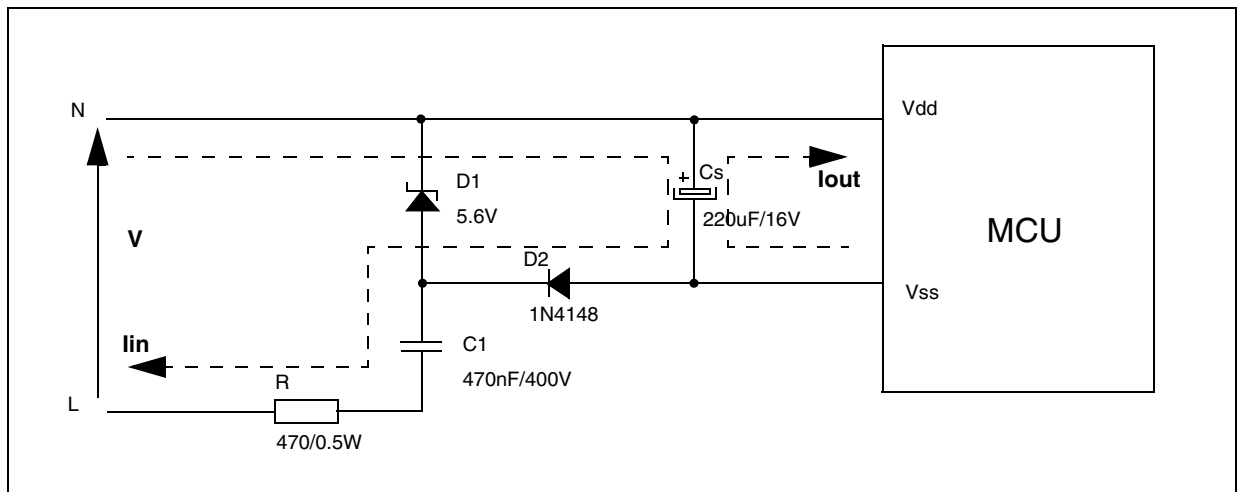 N
Vdd
+
Cs
Iout
D1
5.6V
V
220uF/16V
MCU
D2
Vss
1N4148
Iin
C1
470nF/400V
R
L
470/0.5W